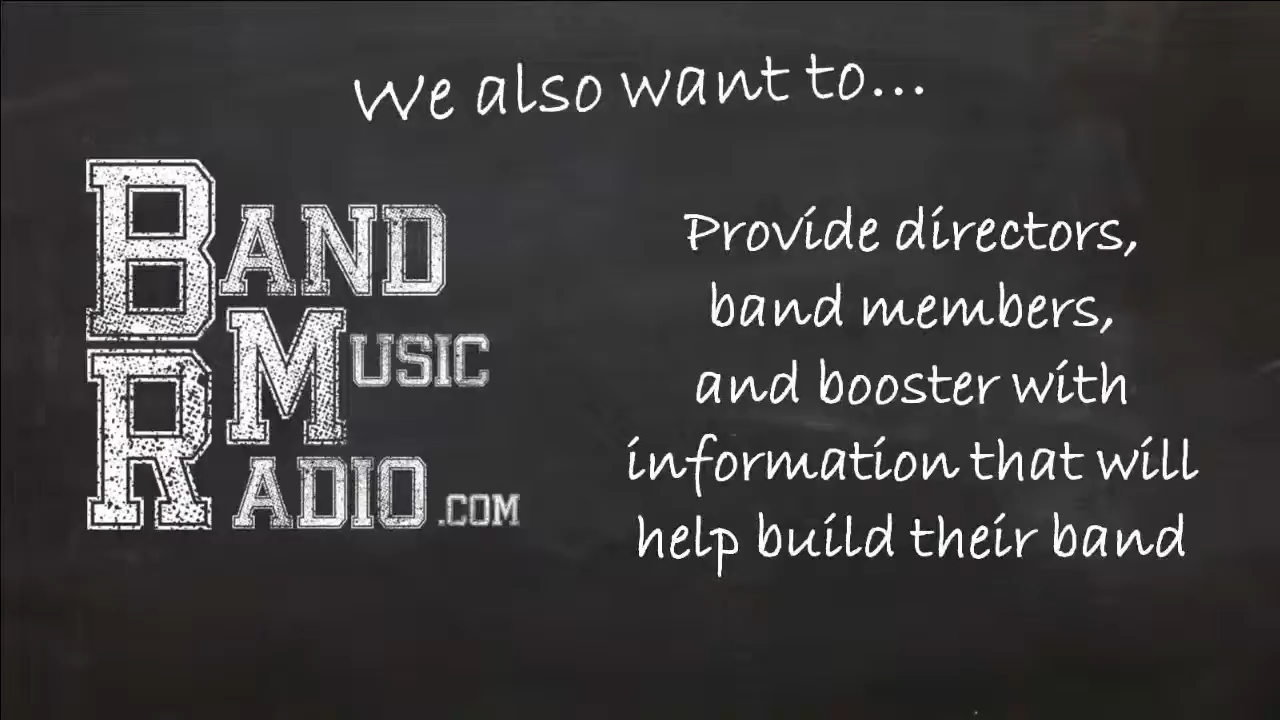 We also want to...
BAND
MUSIC
RADIO.COM
Provide directors,
band members,
and booster with
information that will
help build their band